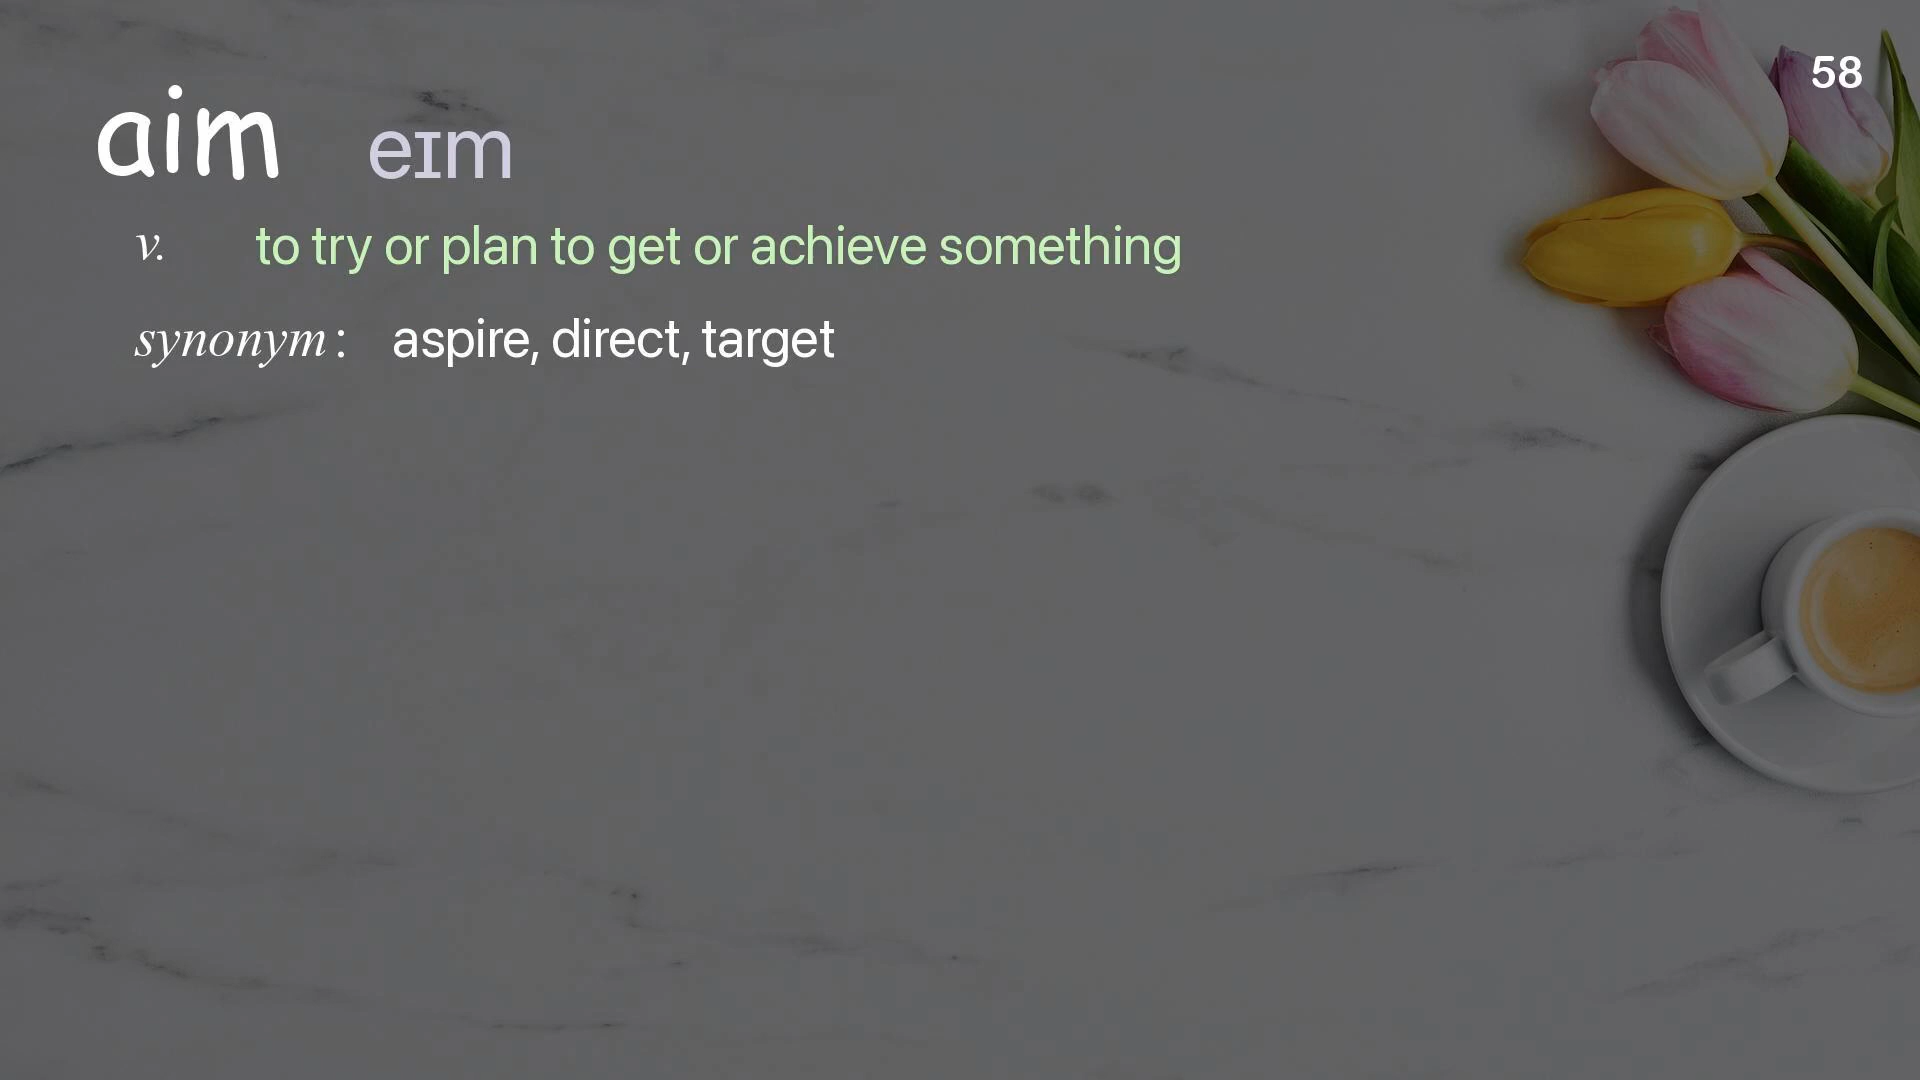 58
aim eɪm
v. to try or plan to get or achieve something
synonym: aspire, direct, target